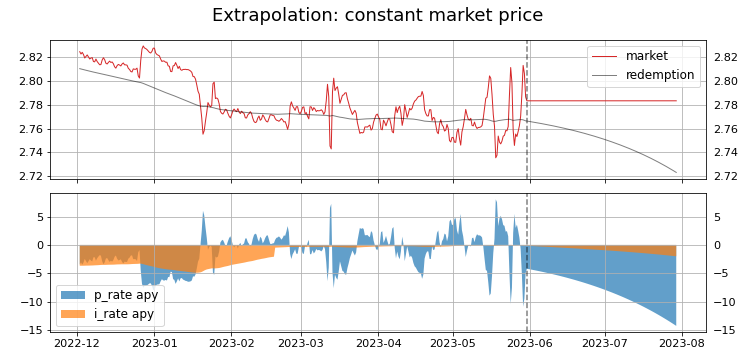 Extrapolation: constant market price
2.82 2.82
2.80 2.80
2.78 2.78
2.76 2.76
2.74 2.74
2.72 2.72
market
redemption
5 5
0 0
−5 −5
−10 −10
−15 −15
p_rate apy
i_rate apy
2022-12 2023-01 2023-02 2023-03 2023-04 2023-05 2023-06 2023-07 2023-08